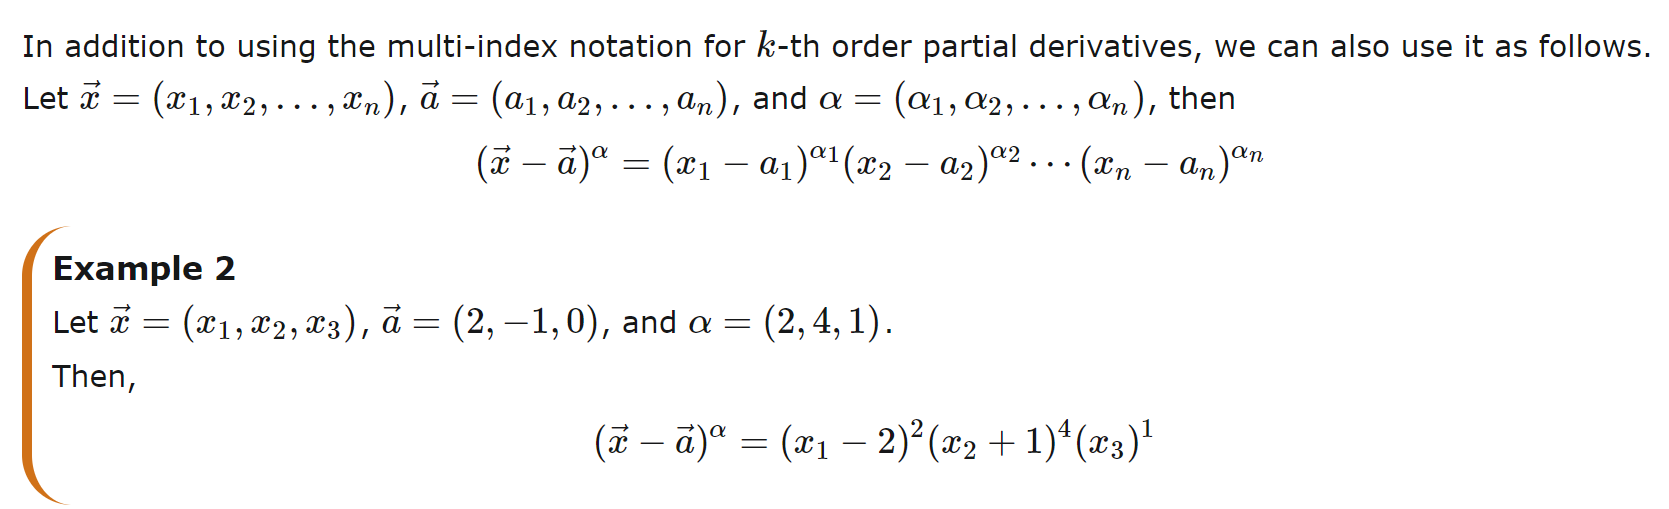 In addition to using the multi-index notation for k-th order partial derivatives, we can also use it as follows.
Let x⃗ = (x₁, x₂, . . . , xₙ), a⃗ = (a₁, a₂, . . . , aₙ), and α = (α₁, α₂, . . . , αₙ), then
(x⃗ − a⃗)^α = (x₁ − a₁)^α₁(x₂ − a₂)^α₂ · · · (xₙ − aₙ)^αₙ
Example 2
Let x⃗ = (x₁, x₂, x₃), a⃗ = (2, −1, 0), and α = (2, 4, 1).
Then,
(x⃗ − a⃗)^α = (x₁ − 2)²(x₂ + 1)⁴(x₃)¹